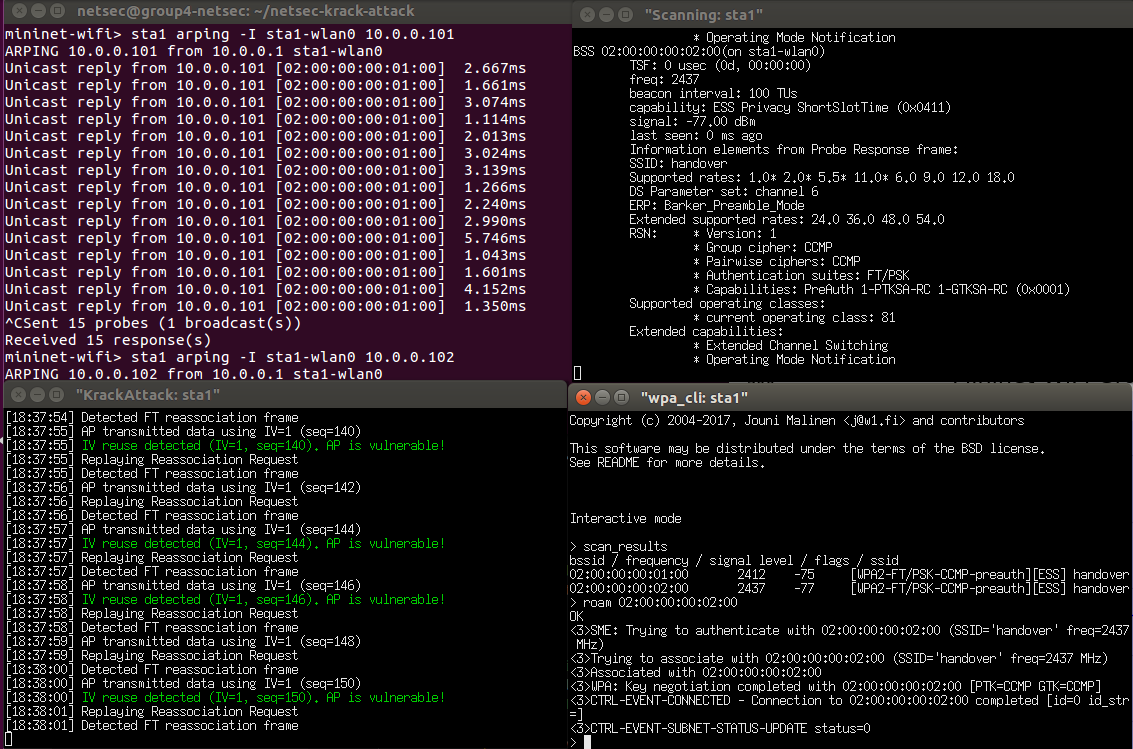 netsec@group4-netsec: ~/netsec-krack-attack
mininet-wifi> sta1 arping -I sta1-wlan0 10.0.0.101
ARPING 10.0.0.101 from 10.0.0.1 sta1-wlan0
Unicast reply from 10.0.0.101 [02:00:00:00:01:00]  2.667ms
Unicast reply from 10.0.0.101 [02:00:00:00:01:00]  1.661ms
Unicast reply from 10.0.0.101 [02:00:00:00:01:00]  3.074ms
Unicast reply from 10.0.0.101 [02:00:00:00:01:00]  1.114ms
Unicast reply from 10.0.0.101 [02:00:00:00:01:00]  2.013ms
Unicast reply from 10.0.0.101 [02:00:00:00:01:00]  3.024ms
Unicast reply from 10.0.0.101 [02:00:00:00:01:00]  3.139ms
Unicast reply from 10.0.0.101 [02:00:00:00:01:00]  1.266ms
Unicast reply from 10.0.0.101 [02:00:00:00:01:00]  2.240ms
Unicast reply from 10.0.0.101 [02:00:00:00:01:00]  2.990ms
Unicast reply from 10.0.0.101 [02:00:00:00:01:00]  5.746ms
Unicast reply from 10.0.0.101 [02:00:00:00:01:00]  1.043ms
Unicast reply from 10.0.0.101 [02:00:00:00:01:00]  1.601ms
Unicast reply from 10.0.0.101 [02:00:00:00:01:00]  4.152ms
Unicast reply from 10.0.0.101 [02:00:00:00:01:00]  1.350ms
^CSent 15 probes (1 broadcast(s))
Received 15 response(s)
mininet-wifi> sta1 arping -I sta1-wlan0 10.0.0.102
ARPING 10.0.0.102 from 10.0.0.1 sta1-wlan0
"Scanning: sta1"
* Operating Mode Notification
BSS 02:00:00:00:02:00(on sta1-wlan0)
TSF: 0 usec (0d, 00:00:00)
freq: 2437
beacon interval: 100 TUs
capability: ESS Privacy ShortSlotTime (0x0411)
signal: -77.00 dBm
last seen: 0 ms ago
Information elements from Probe Response frame:
SSID: handover
Supported rates: 1.0* 2.0* 5.5* 11.0* 6.0 9.0 12.0 18.0
DS Parameter set: channel 6
ERP: Barker_Preamble_Mode
Extended supported rates: 24.0 36.0 48.0 54.0
RSN: * Version: 1
* Group cipher: CCMP
* Pairwise ciphers: CCMP
* Authentication suites: FT/PSK
* Capabilities: PreAuth 1-PTKSA-RC 1-GTKSA-RC (0x0001)
Supported operating classes:
* current operating class: 81
Extended capabilities:
* Extended Channel Switching
* Operating Mode Notification
"KrackAttack: sta1"
[18:37:54] Detected FT reassociation frame
[18:37:55] AP transmitted data using IV=1 (seq=140)
[18:37:55] IV reuse detected (IV=1, seq=140). AP is vulnerable!
[18:37:55] Replaying Reassociation Request
[18:37:55] Detected FT reassociation frame
[18:37:56] AP transmitted data using IV=1 (seq=142)
[18:37:56] Replaying Reassociation Request
[18:37:56] Detected FT reassociation frame
[18:37:57] AP transmitted data using IV=1 (seq=144)
[18:37:57] IV reuse detected (IV=1, seq=144). AP is vulnerable!
[18:37:57] Replaying Reassociation Request
[18:37:57] Detected FT reassociation frame
[18:37:58] AP transmitted data using IV=1 (seq=146)
[18:37:58] IV reuse detected (IV=1, seq=146). AP is vulnerable!
[18:37:58] Replaying Reassociation Request
[18:37:58] Detected FT reassociation frame
[18:37:59] AP transmitted data using IV=1 (seq=148)
[18:37:59] Replaying Reassociation Request
[18:38:00] Detected FT reassociation frame
[18:38:00] AP transmitted data using IV=1 (seq=150)
[18:38:00] IV reuse detected (IV=1, seq=150). AP is vulnerable!
[18:38:01] Replaying Reassociation Request
[18:38:01] Detected FT reassociation frame
"wpa_cli: sta1"
Copyright (c) 2004-2017, Jouni Malinen <j@w1.fi> and contributors
This software may be distributed under the terms of the BSD license.
See README for more details.
Interactive mode
> scan_results
bssid / frequency / signal level / flags / ssid
02:00:00:00:01:00 2412 -75 [WPA2-FT/PSK-CCMP-preauth][ESS] handover
02:00:00:00:02:00 2437 -77 [WPA2-FT/PSK-CCMP-preauth][ESS] handover
> roam 02:00:00:00:02:00
OK
<3>SME: Trying to authenticate with 02:00:00:00:02:00 (SSID='handover' freq=2437
MHz)
<3>Trying to associate with 02:00:00:00:02:00 (SSID='handover' freq=2437 MHz)
<3>Associated with 02:00:00:00:02:00
<3>WPA: Key negotiation completed with 02:00:00:00:02:00 [PTK=CCMP GTK=CCMP]
<3>CTRL-EVENT-CONNECTED - Connection to 02:00:00:00:02:00 completed [id=0 id_str
=]
<3>CTRL-EVENT-SUBNET-STATUS-UPDATE status=0
>